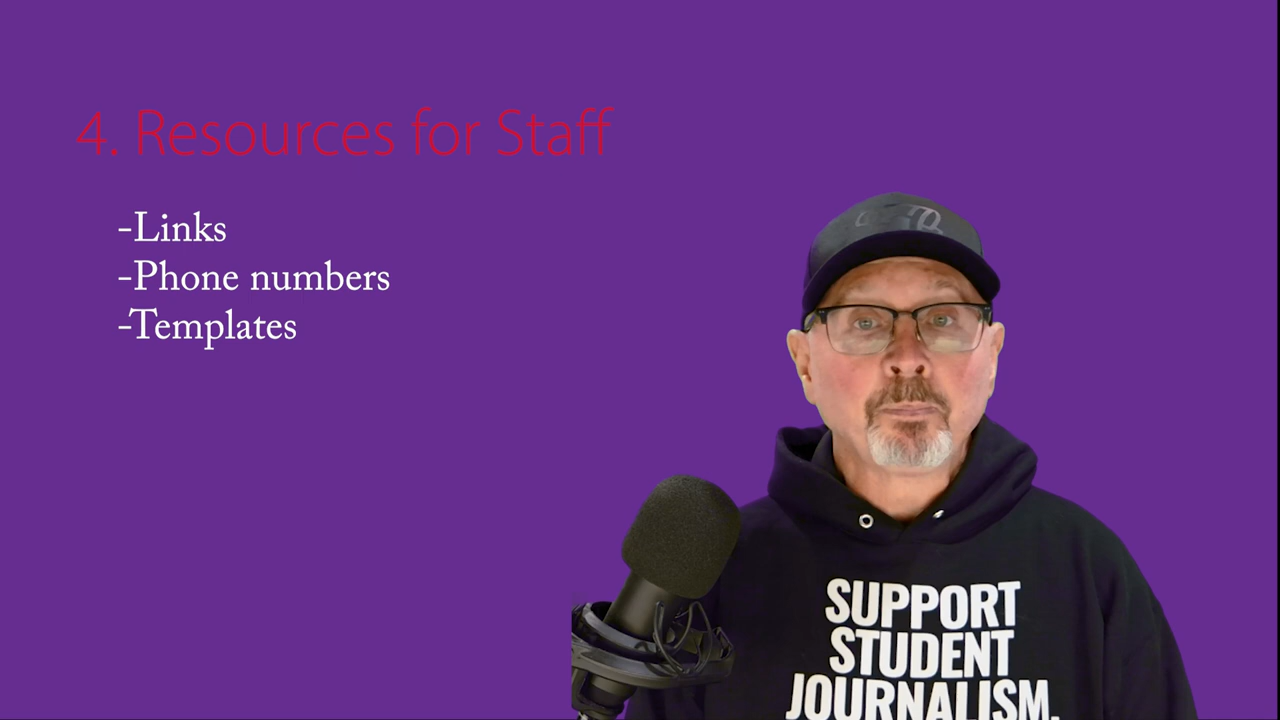 4. Resources for Staff
-Links
-Phone numbers
-Templates
SUPPORT
STUDENT
JOURNALISM.